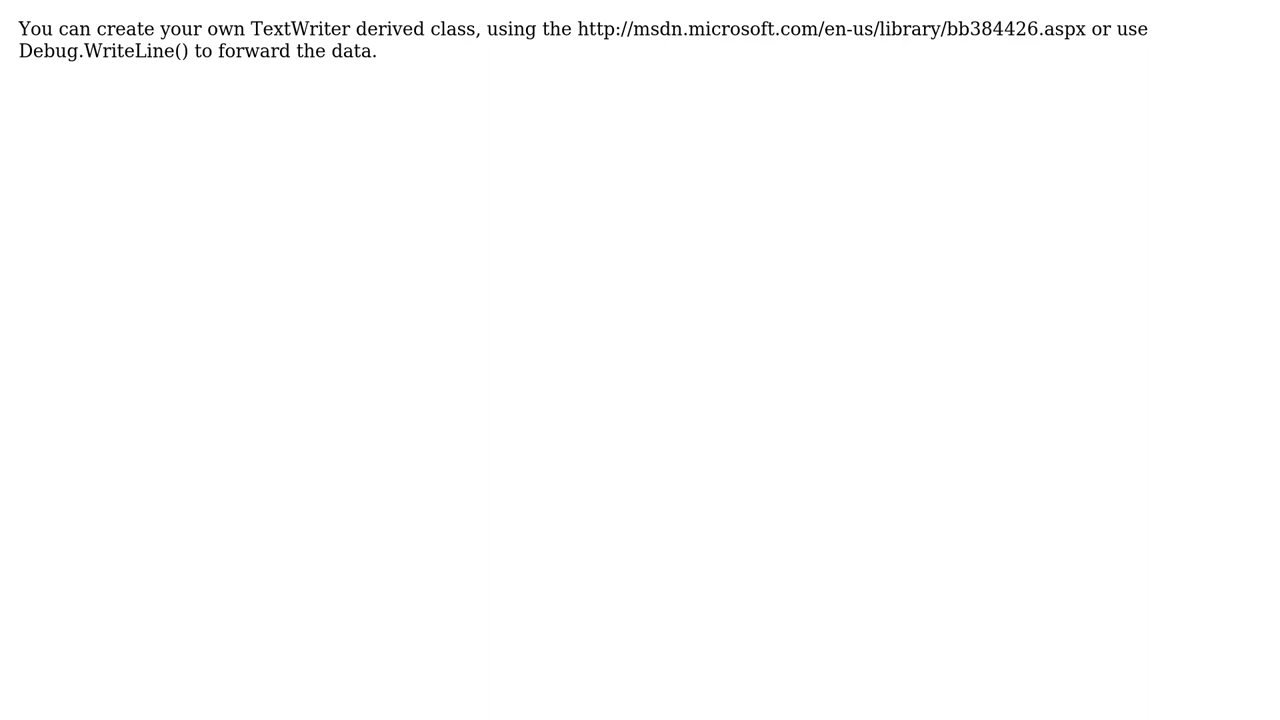 You can create your own TextWriter derived class, using the http://msdn.microsoft.com/en-us/library/bb384426.aspx or use
Debug.WriteLine() to forward the data.